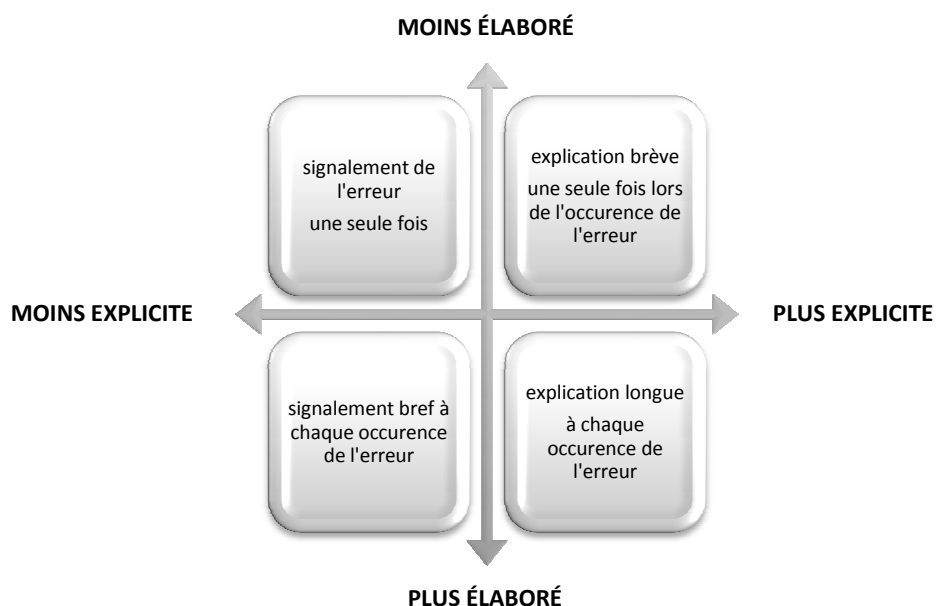 MOINS ÉLABORÉ
signalement de
l'erreur
une seule fois
explication brève
une seule fois lors
de l'occurence de
l'erreur
MOINS EXPLICITE
PLUS EXPLICITE
signalement bref à
chaque occurence
de l'erreur
explication longue
à chaque
occurence de
l'erreur
PLUS ÉLABORÉ